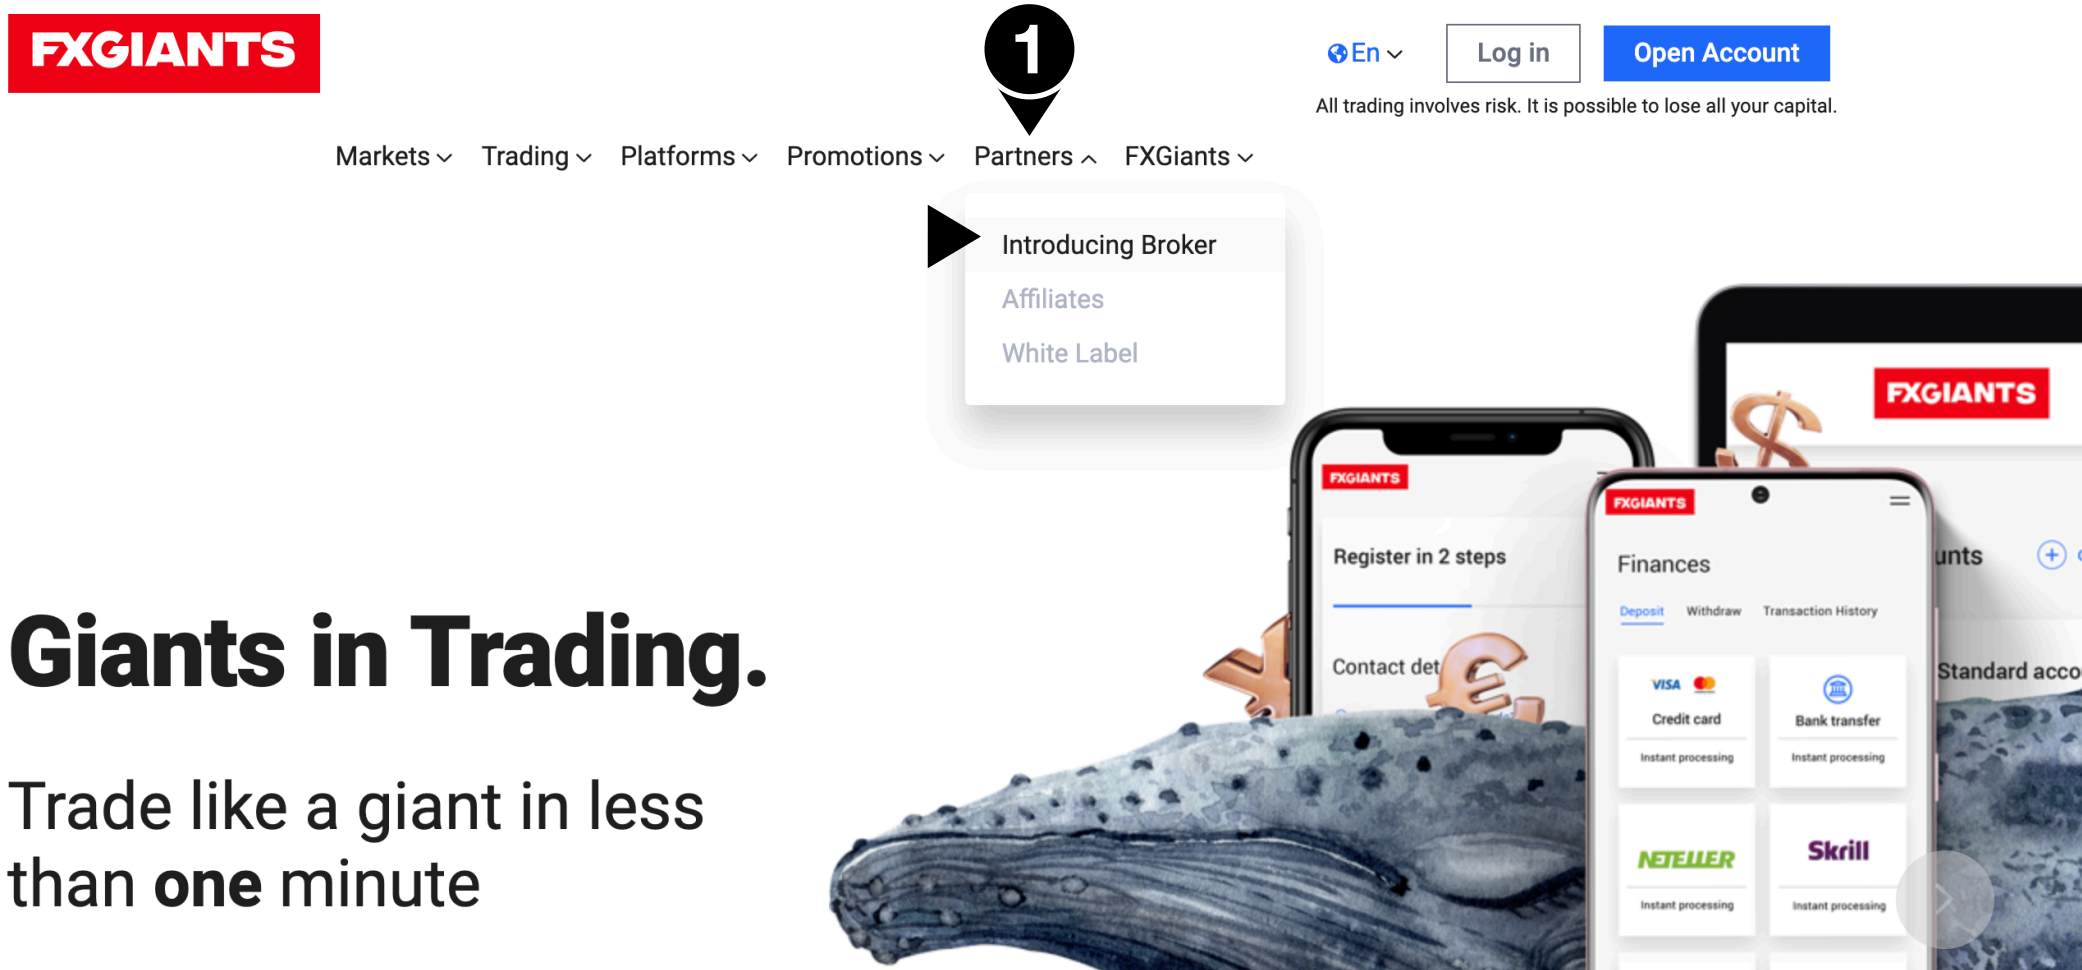 FXGIANTS
1
En
Log in
Open Account
All trading involves risk. It is possible to lose all your capital.
Markets
Trading
Platforms
Promotions
Partners
FXGiants
Introducing Broker
Affiliates
White Label
Giants in Trading.
Trade like a giant in less
than one minute
FXGIANTS
FXGIANTS
Register in 2 steps
Contact det
FXGIANTS
Finances
Deposit
Withdraw
Transaction History
VISA
Credit card
Instant processing
Bank transfer
Instant processing
NETELLER
Instant processing
Skrill
Instant processing
unts
Standard acco